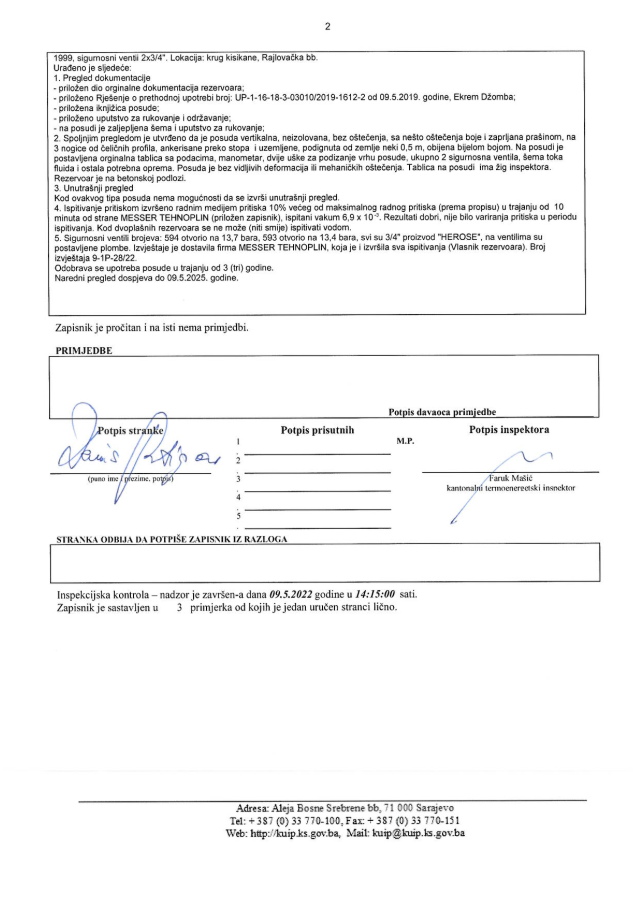 2
1999, sigurnosni ventil 2x3/4". Lokacija: krug kisikane, Rajlovačka bb.
Urađeno je sljedeće:
1. Pregled dokumentacije
- priložen dio orginalne dokumentacije rezervoara;
- priloženo Rješenje o prethodnoj upotrebi broj: UP-1-16-18-3-03010/2019-1612-2 od 09.5.2019. godine, Ekrem Džomba;
- priložena iknjižica posude;
- priloženo uputstvo za rukovanje i održavanje;
- na posudi je zaljepljena šema i uputstvo za rukovanje;
2. Spoljnjim pregledom je utvrđeno da je posuda vertikalna, neizolovana, bez oštećenja, sa nešto oštećenja boje i zaprljana prašinom, na
3 nogice od čeličnih profila, ankerisane preko stopa i uzemljene, podignuta od zemlje neki 0,5 m, obijena bijelom bojom. Na posudi je
postavljena orginalna tablica sa podacima, manometar, dvije uške za podizanje vrhu posude, ukupno 2 sigurnosna ventila, šema toka
fluida i ostala potrebna oprema. Posuda je bez vidljivih deformacija ili mehaničkih oštećenja. Tablica na posudi ima žig inspektora.
Rezervoar je na betonskoj podlozi.
3. Unutrašnji pregled
Kod ovakvog tipa posuda nema mogućnosti da se izvrši unutrašnji pregled.
4. Ispitivanje pritiskom izvršeno radnim medijem pritiska 10% većeg od maksimalnog radnog pritiska (prema propisu) u trajanju od 10
minuta od strane MESSER TEHNOPLIN (priložen zapisnik), ispitani vakum 6,9 x 10⁻³. Rezultati dobri, nije bilo variranja pritiska u periodu
ispitivanja. Kod dvoplašnih rezervoara se ne može (niti smije) ispitivati vodom.
5. Sigurnosni ventili brojeva: 594 otvorio na 13,7 bara, 593 otvorio na 13,4 bara, svi su 3/4" proizvod "HEROSE", na ventilima su
postavljene plombe. Izvještaje je dostavila firma MESSER TEHNOPLIN, koja je i izvršila sva ispitivanja (Vlasnik rezervoara). Broj
izvještaja 9-1P-28/22.
Odobrava se upotreba posude u trajanju od 3 (tri) godine.
Naredni pregled dospjeva do 09.5.2025. godine.
Zapisnik je pročitan i na isti nema primjedbi.
PRIMJEDBE
Potpis davaoca primjedbe
Potpis stranke
Potpis prisutnih
M.P.
Potpis inspektora
1
2
3
4
5
(puno ime i prezime, potpis)
Faruk Mašić
kantonalni termoenergetski inspektor
STRANKA ODBIJA DA POTPIŠE ZAPISNIK IZ RAZLOGA
Inspekcijska kontrola – nadzor je završen-a dana 09.5.2022 godine u 14:15:00 sati.
Zapisnik je sastavljen u 3 primjerka od kojih je jedan uručen stranci lično.
Adresa: Aleja Bosne Srebrene bb, 71 000 Sarajevo
Tel: + 387 (0) 33 770-100, Fax: + 387 (0) 33 770-151
Web: http://kuip.ks.gov.ba, Mail: kuip@kuip.ks.gov.ba